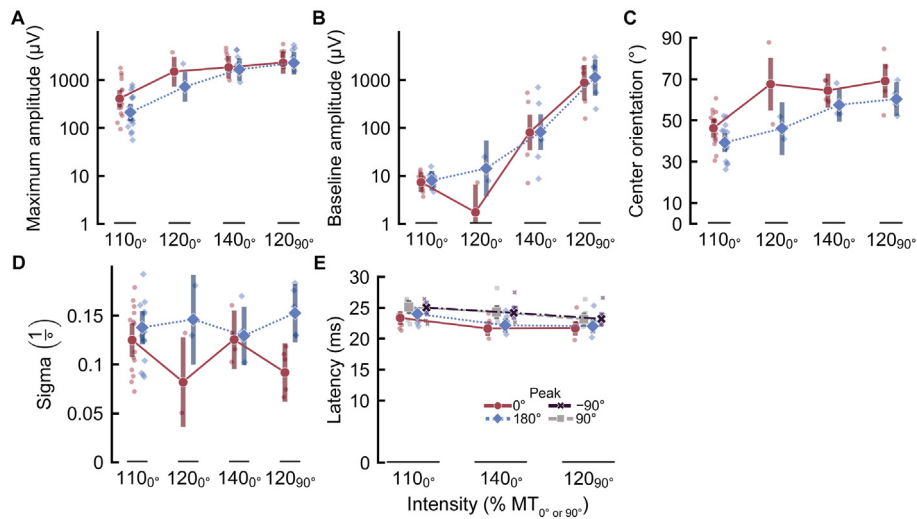 A
Maximum amplitude (µV)
1000
100
10
1
110₀° 120₀° 140₀° 120₉₀°
B
Baseline amplitude (µV)
1000
100
10
1
110₀° 120₀° 140₀° 120₉₀°
C
Center orientation (°)
90
70
50
30
0
110₀° 120₀° 140₀° 120₉₀°
D
Sigma (1/°)
0.15
0.1
0.05
0
110₀° 120₀° 140₀° 120₉₀°
E
Latency (ms)
30
25
20
15
0
Peak
0° −90°
180° 90°
110₀° 140₀° 120₉₀°
Intensity (% MT₀° or ₉₀°)